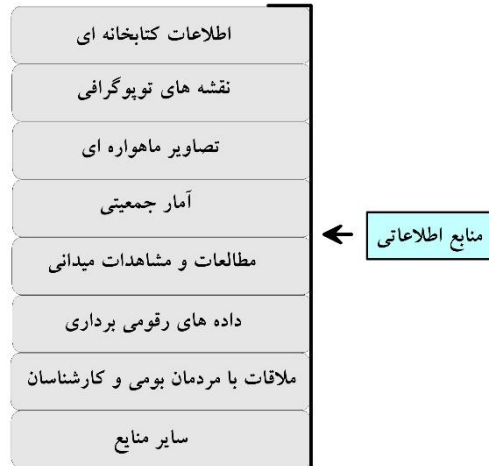 اطلاعات کتابخانه ای
نقشه های توپوگرافی
تصاویر ماهواره ای
آمار جمعیتی
منابع اطلاعاتی
مطالعات و مشاهدات میدانی
داده های رقومی برداری
ملاقات با مردمان بومی و کارشناسان
سایر منابع